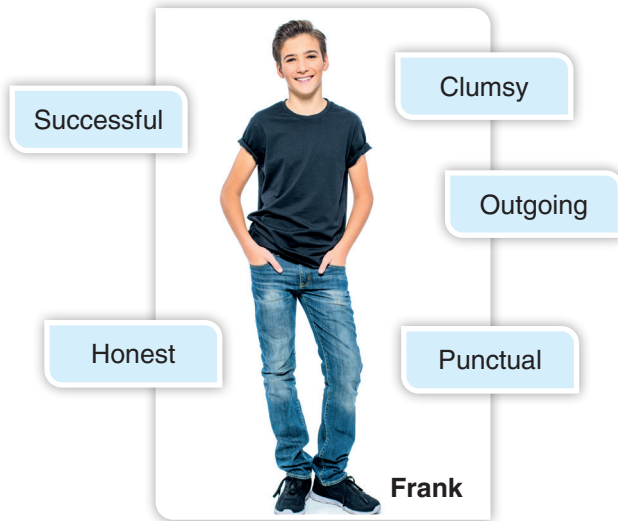 Successful
Clumsy
Outgoing
Honest
Punctual
Frank